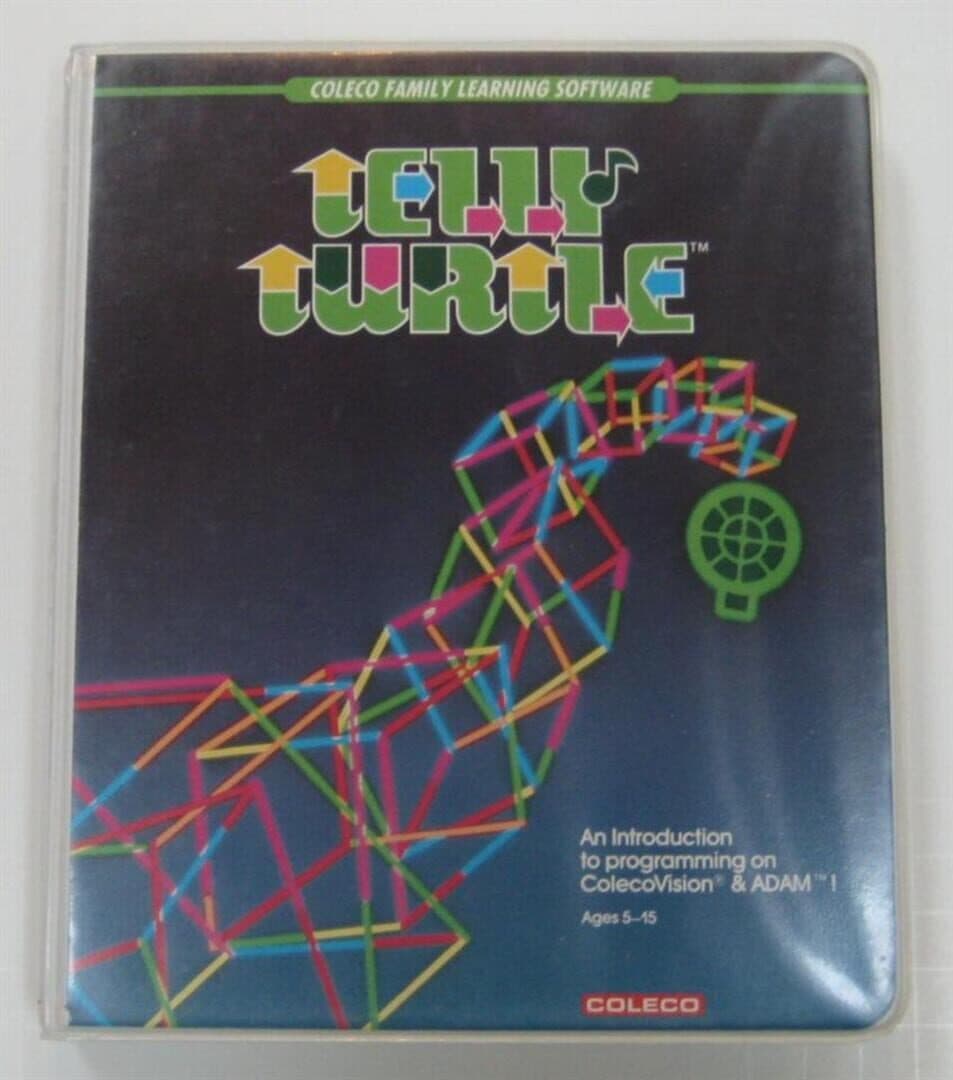 COLECO FAMILY LEARNING SOFTWARE
tELLY
tURtLE™
An Introduction
to programming on
ColecoVision® & ADAM™!
Ages 5–15
COLECO